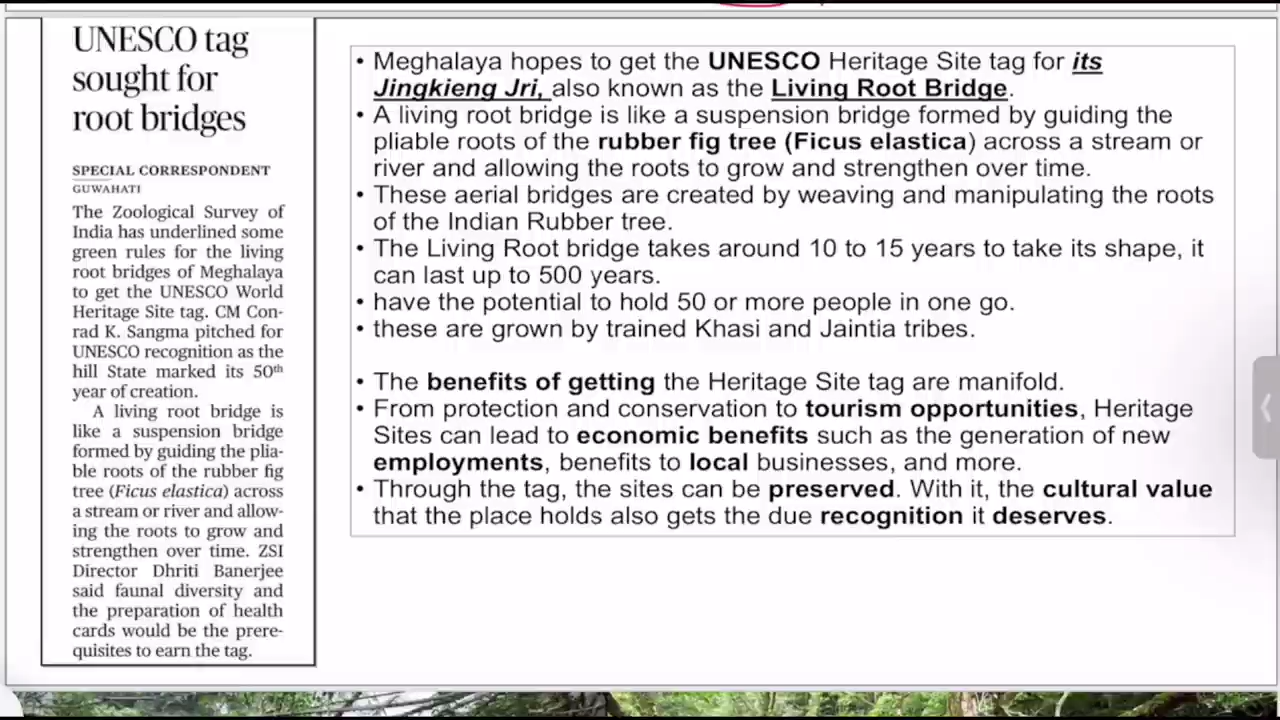 UNESCO tag
sought for
root bridges
SPECIAL CORRESPONDENT
GUWAHATI
The Zoological Survey of
India has underlined some
green rules for the living
root bridges of Meghalaya
to get the UNESCO World
Heritage Site tag. CM Con-
rad K. Sangma pitched for
UNESCO recognition as the
hill State marked its 50th
year of creation.
A living root bridge is
like a suspension bridge
formed by guiding the plia-
ble roots of the rubber fig
tree (Ficus elastica) across
a stream or river and allow-
ing the roots to grow and
strengthen over time. ZSI
Director Dhriti Banerjee
said faunal diversity and
the preparation of health
cards would be the prere-
quisites to earn the tag.
• Meghalaya hopes to get the UNESCO Heritage Site tag for its
Jingkieng Jri, also known as the Living Root Bridge.
• A living root bridge is like a suspension bridge formed by guiding the
pliable roots of the rubber fig tree (Ficus elastica) across a stream or
river and allowing the roots to grow and strengthen over time.
• These aerial bridges are created by weaving and manipulating the roots
of the Indian Rubber tree.
• The Living Root bridge takes around 10 to 15 years to take its shape, it
can last up to 500 years.
• have the potential to hold 50 or more people in one go.
• these are grown by trained Khasi and Jaintia tribes.
• The benefits of getting the Heritage Site tag are manifold.
• From protection and conservation to tourism opportunities, Heritage
Sites can lead to economic benefits such as the generation of new
employments, benefits to local businesses, and more.
• Through the tag, the sites can be preserved. With it, the cultural value
that the place holds also gets the due recognition it deserves.